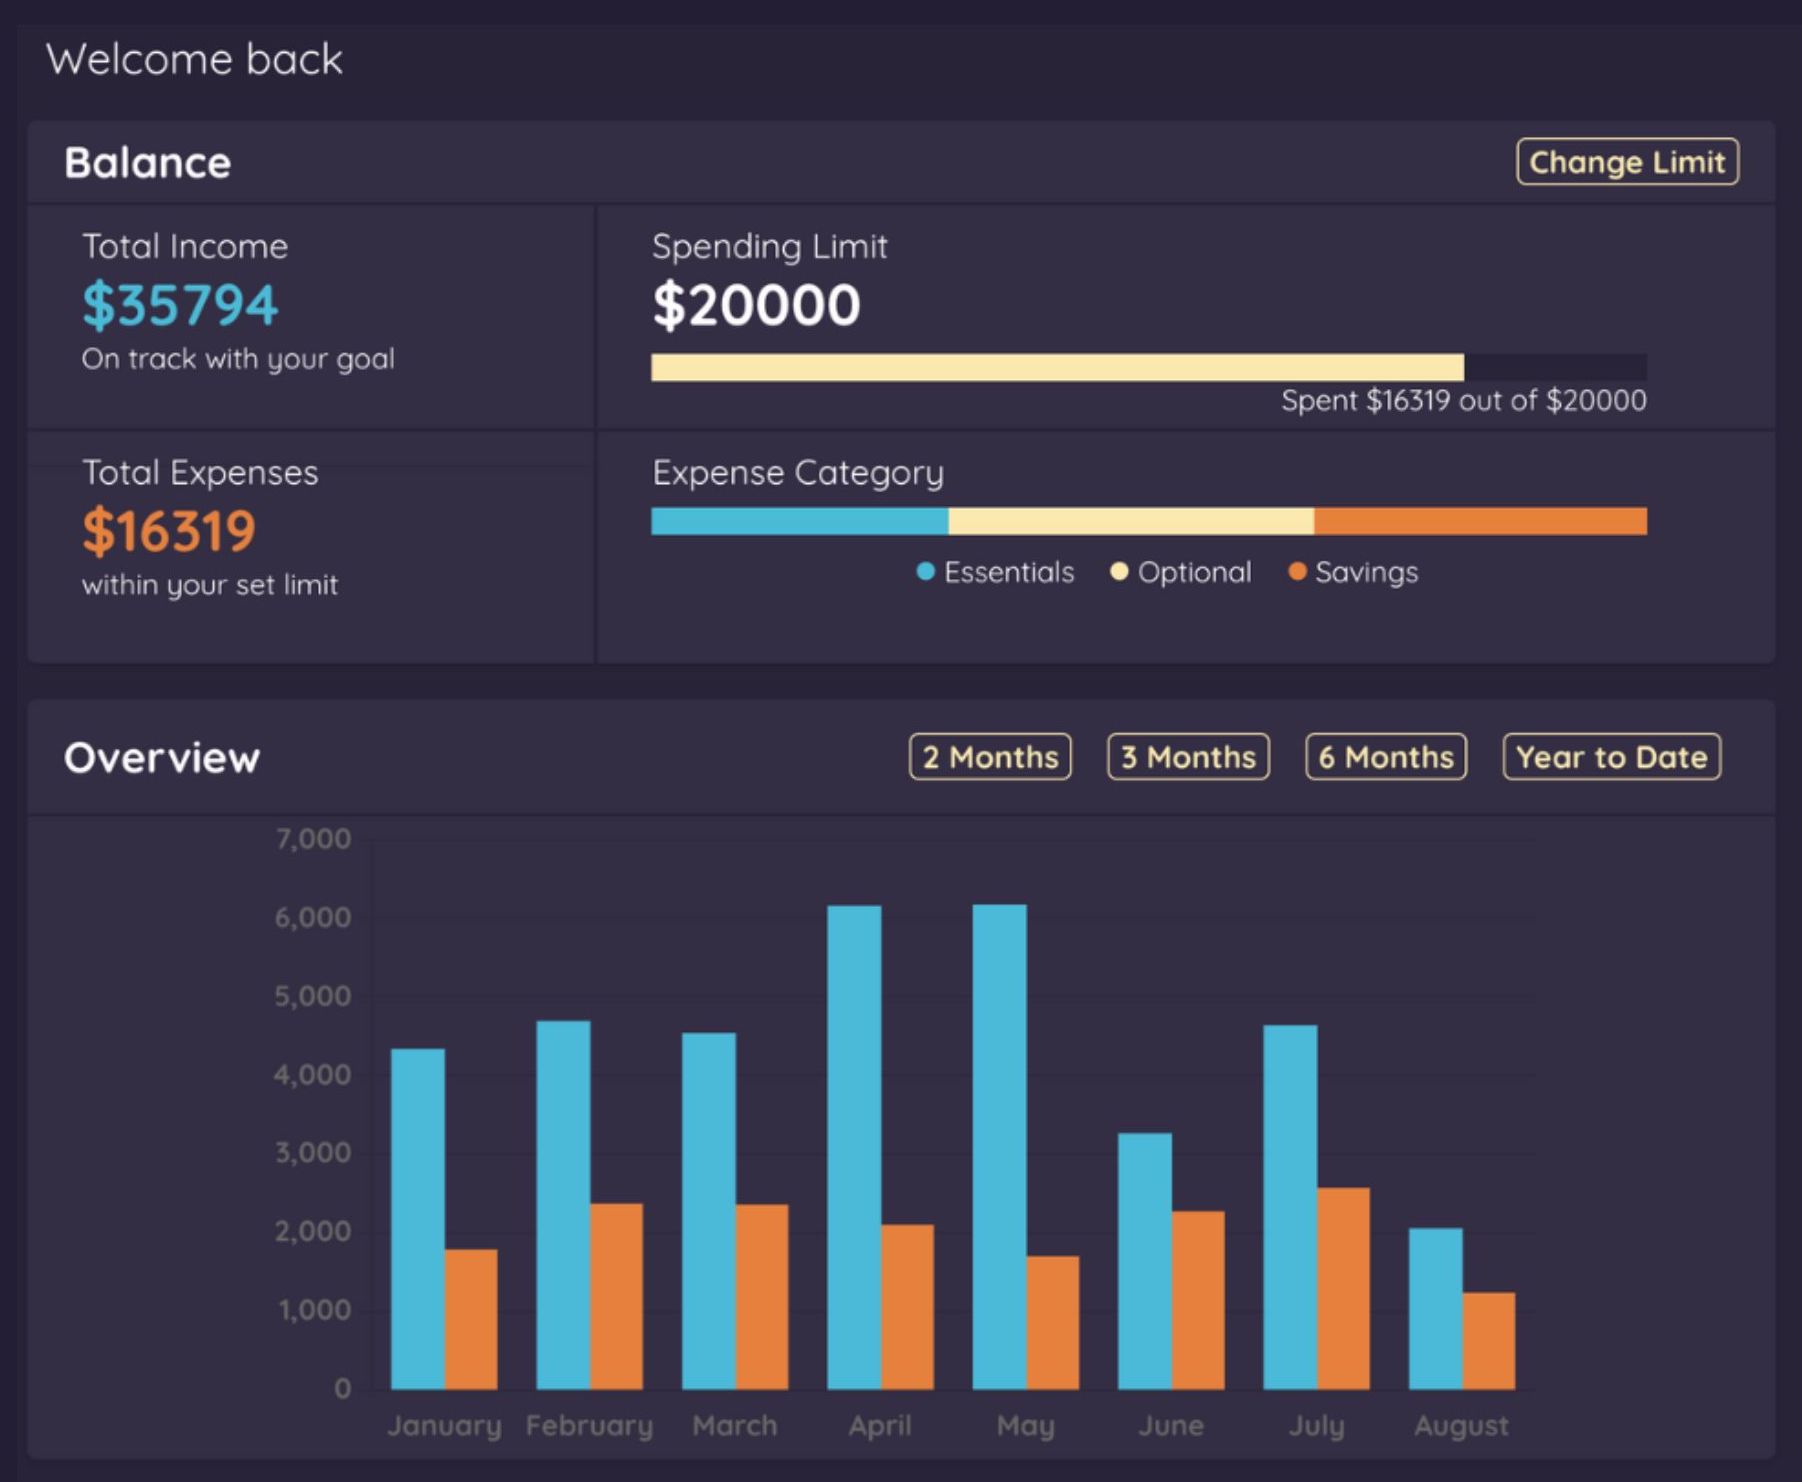 Welcome back
Balance
Change Limit
Total Income
$35794
On track with your goal
Spending Limit
$20000
Spent $16319 out of $20000
Total Expenses
$16319
within your set limit
Expense Category
Essentials Optional Savings
Overview
2 Months 3 Months 6 Months Year to Date
7,000
6,000
5,000
4,000
3,000
2,000
1,000
0
January February March April May June July August